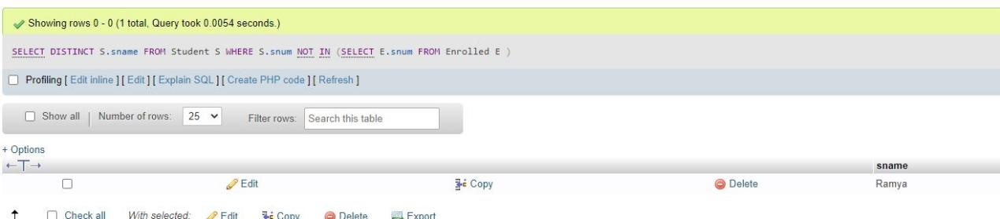 Showing rows 0 - 0 (1 total, Query took 0.0054 seconds.)
SELECT DISTINCT S.sname FROM Student S WHERE S.snum NOT IN (SELECT E.snum FROM Enrolled E )
Profiling [ Edit inline ] [ Edit ] [ Explain SQL ] [ Create PHP code ] [ Refresh ]
Show all | Number of rows: 25 Filter rows: Search this table
+ Options
←T→ sname
Edit Copy Delete Ramya
Check all With selected: Edit Copy Delete Export